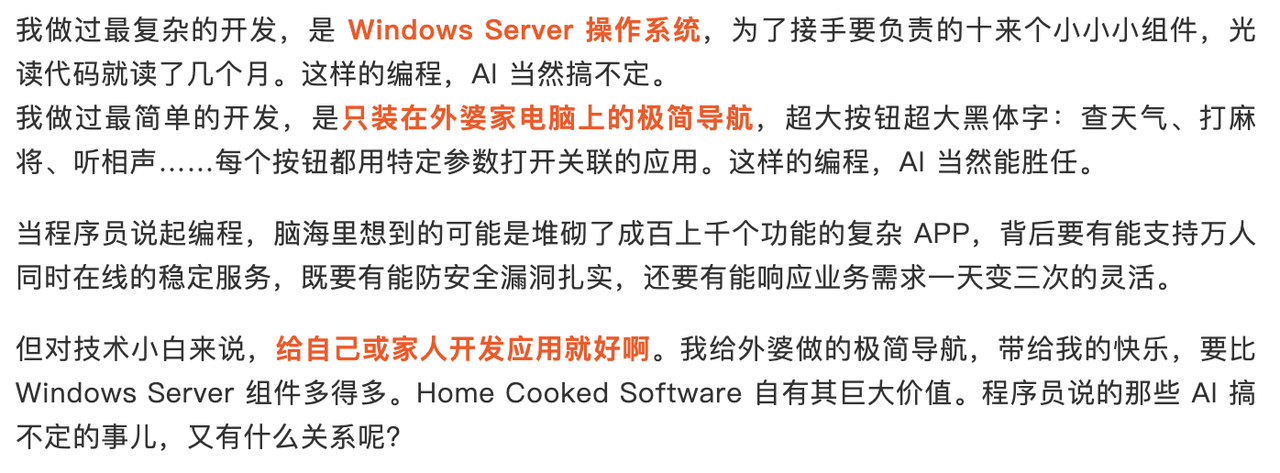 我做过最复杂的开发，是 Windows Server 操作系统，为了接手要负责的十来个小小小组件，光
读代码就读了几个月。这样的编程，AI 当然搞不定。
我做过最简单的开发，是只装在外婆家电脑上的极简导航，超大按钮超大黑体字：查天气、打麻
将、听相声……每个按钮都用特定参数打开关联的应用。这样的编程，AI 当然能胜任。
当程序员说起编程，脑海里想到的可能是堆砌了成百上千个功能的复杂 APP，背后要有能支持万人
同时在线的稳定服务，既要有能防安全漏洞扎实，还要有能响应业务需求一天变三次的灵活。
但对技术小白来说，给自己或家人开发应用就好啊。我给外婆做的极简导航，带给我的快乐，要比
Windows Server 组件多得多。Home Cooked Software 自有其巨大价值。程序员说的那些 AI 搞
不定的事儿，又有什么关系呢？